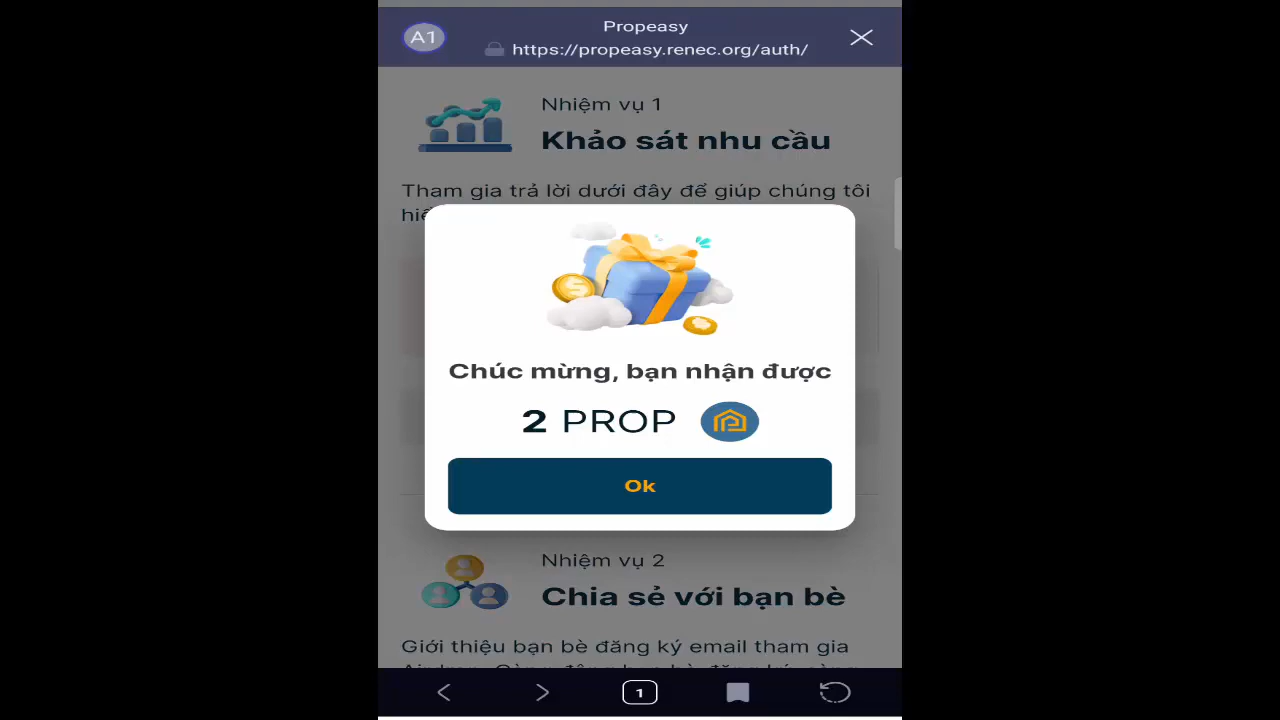 A1
Propeasy
https://propeasy.renec.org/auth/
Nhiệm vụ 1
Khảo sát nhu cầu
Tham gia trả lời dưới đây để giúp chúng tôi
Chúc mừng, bạn nhận được
2 PROP
Ok
Nhiệm vụ 2
Chia sẻ với bạn bè
Giới thiệu bạn bè đăng ký email tham gia
1